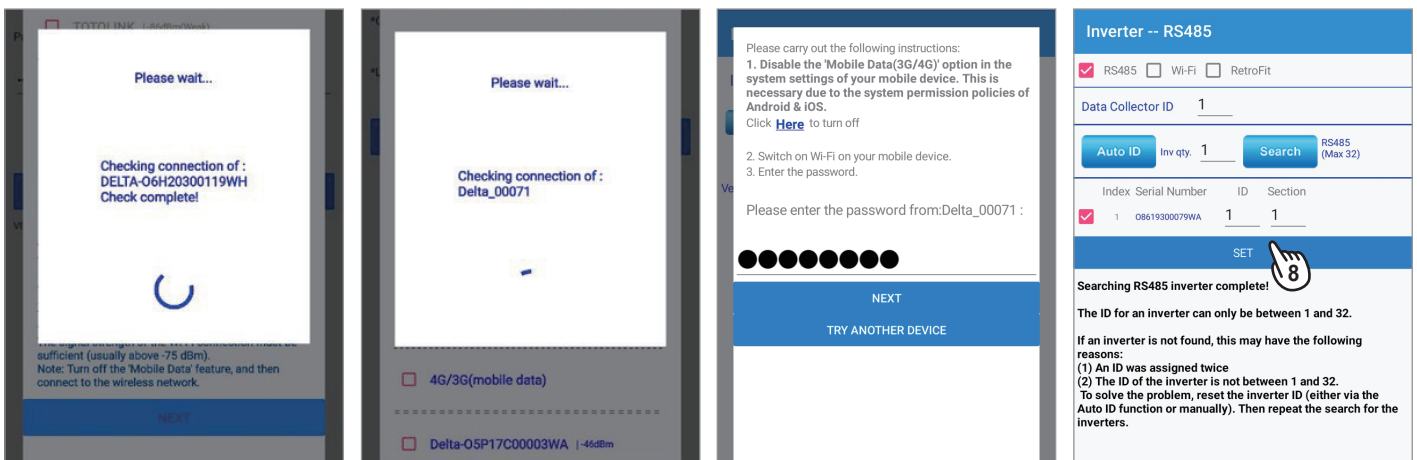 TOTOLINK (-86dBm(Weak)
Please wait...
Checking connection of :
DELTA-O6H20300119WH
Check complete!
sufficient (usually above -75 dBm).
Note: Turn off the 'Mobile Data' feature, and then
connect to the wireless network.
NEXT
Please wait...
Checking connection of :
Delta_00071
4G/3G(mobile data)
Delta-O5P17C00003WA |-46dBm
Please carry out the following instructions:
1. Disable the 'Mobile Data(3G/4G)' option in the
system settings of your mobile device. This is
necessary due to the system permission policies of
Android & iOS.
Click Here to turn off
2. Switch on Wi-Fi on your mobile device.
3. Enter the password.
Please enter the password from:Delta_00071 :
NEXT
TRY ANOTHER DEVICE
Inverter -- RS485
RS485 Wi-Fi RetroFit
Data Collector ID 1
Auto ID Inv qty. 1 Search RS485
(Max 32)
Index Serial Number ID Section
1 O8619300079WA 1 1
SET
8
Searching RS485 inverter complete!
The ID for an inverter can only be between 1 and 32.
If an inverter is not found, this may have the following
reasons:
(1) An ID was assigned twice
(2) The ID of the inverter is not between 1 and 32.
To solve the problem, reset the inverter ID (either via the
Auto ID function or manually). Then repeat the search for the
inverters.